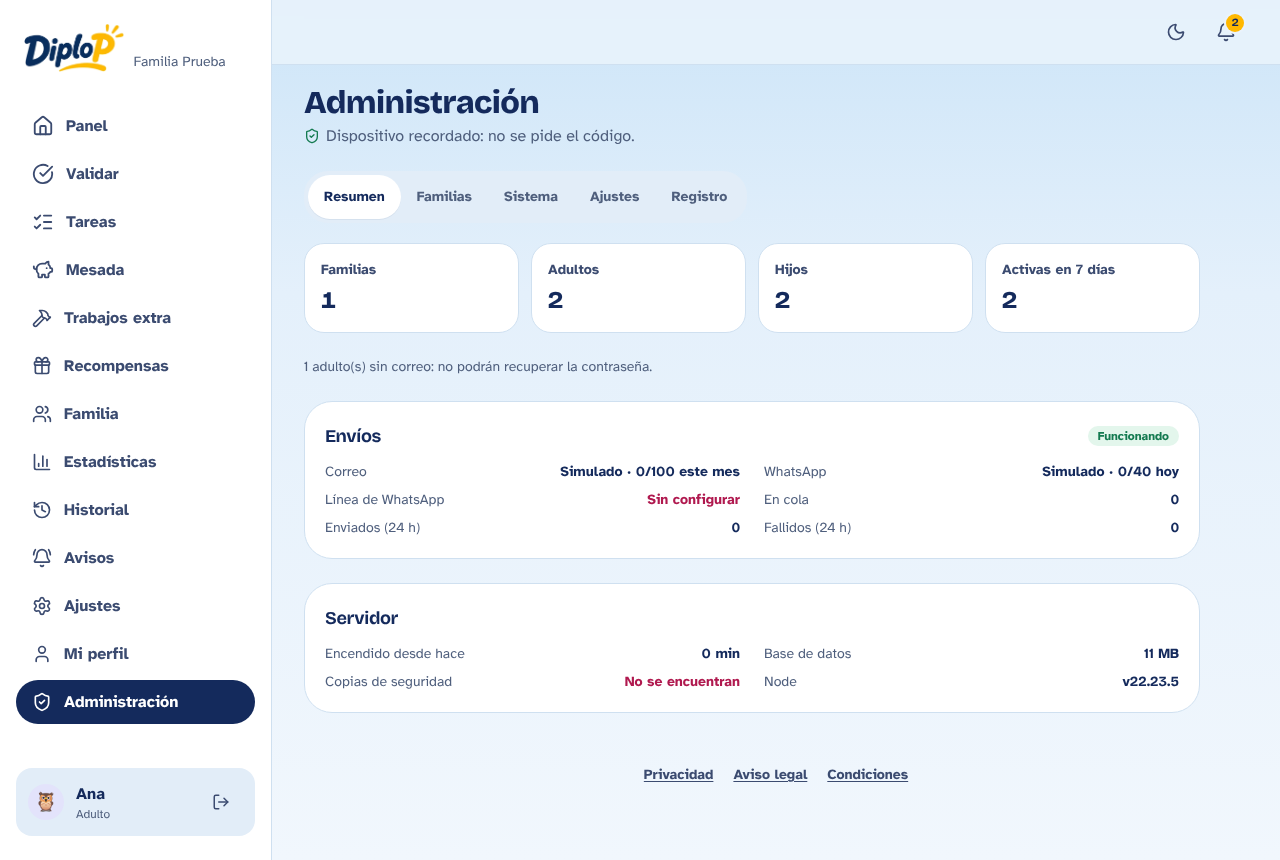 DiploP Familia Prueba
Panel
Validar
Tareas
Mesada
Trabajos extra
Recompensas
Familia
Estadísticas
Historial
Avisos
Ajustes
Mi perfil
Administración
Ana
Adulto
2
Administración
Dispositivo recordado: no se pide el código.
Resumen Familias Sistema Ajustes Registro
Familias Adultos Hijos Activas en 7 días
1 2 2 2
1 adulto(s) sin correo: no podrán recuperar la contraseña.
Envíos Funcionando
Correo Simulado · 0/100 este mes WhatsApp Simulado · 0/40 hoy
Línea de WhatsApp Sin configurar En cola 0
Enviados (24 h) 0 Fallidos (24 h) 0
Servidor
Encendido desde hace 0 min Base de datos 11 MB
Copias de seguridad No se encuentran Node v22.23.5
Privacidad Aviso legal Condiciones